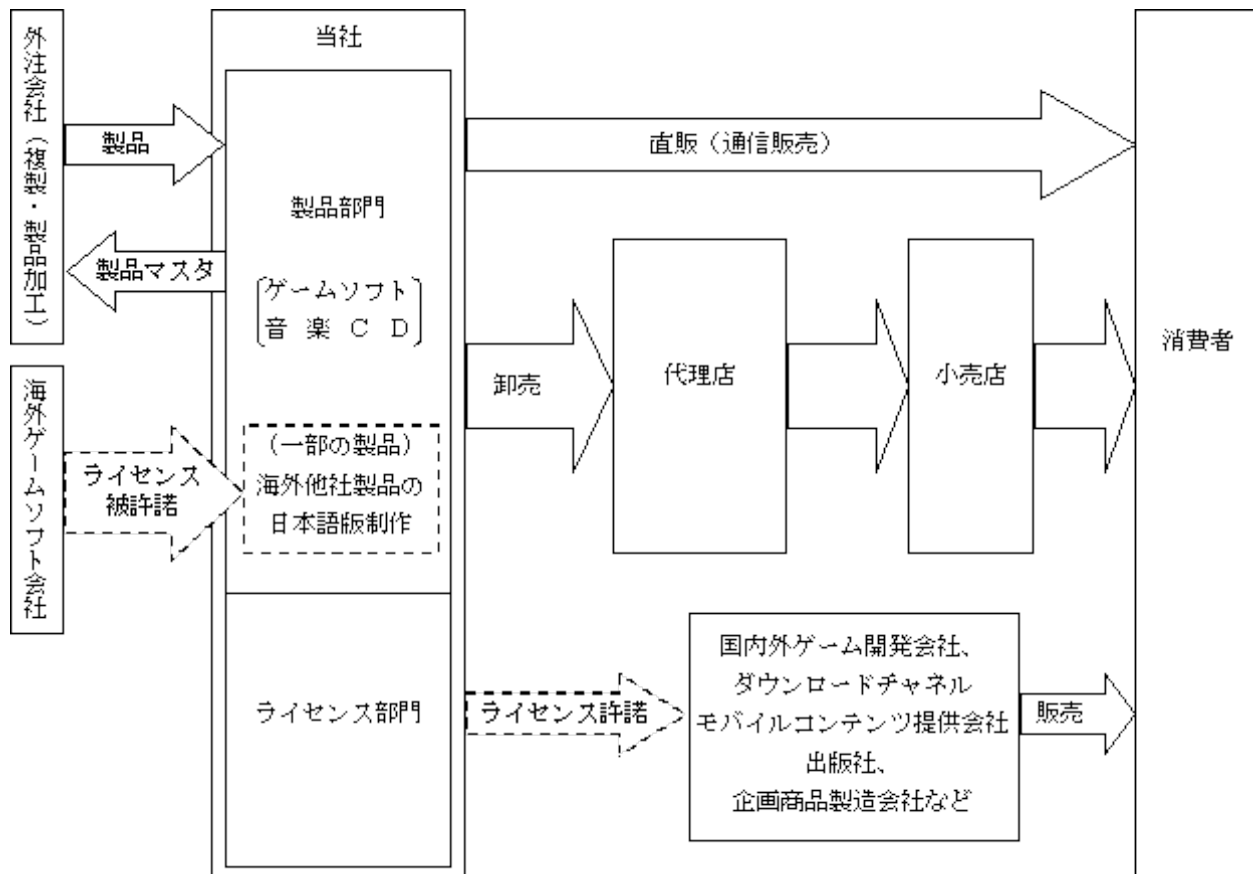 外注会社（複製・製品加工）
海外ゲームソフト会社
製品
製品マスタ
ライセンス
被許諾
当社
製品部門
ゲームソフト
音楽ＣＤ
（一部の製品）
海外他社製品の
日本語版制作
ライセンス部門
直販（通信販売）
卸売
代理店
小売店
ライセンス許諾
国内外ゲーム開発会社、
ダウンロードチャネル
モバイルコンテンツ提供会社
出版社、
企画商品製造会社など
販売
消費者